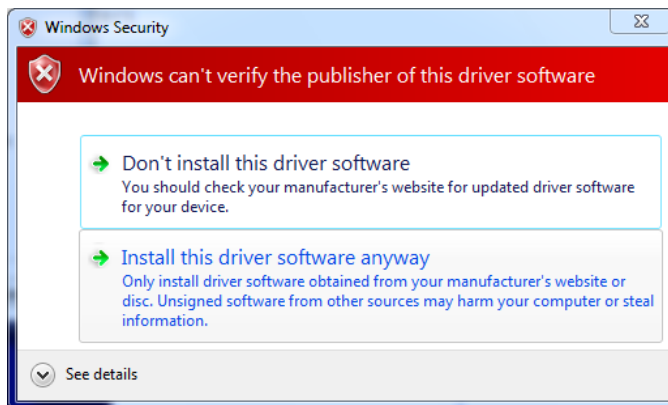 Windows Security
Windows can't verify the publisher of this driver software
Don't install this driver software
You should check your manufacturer's website for updated driver software
for your device.
Install this driver software anyway
Only install driver software obtained from your manufacturer's website or
disc. Unsigned software from other sources may harm your computer or steal
information.
See details